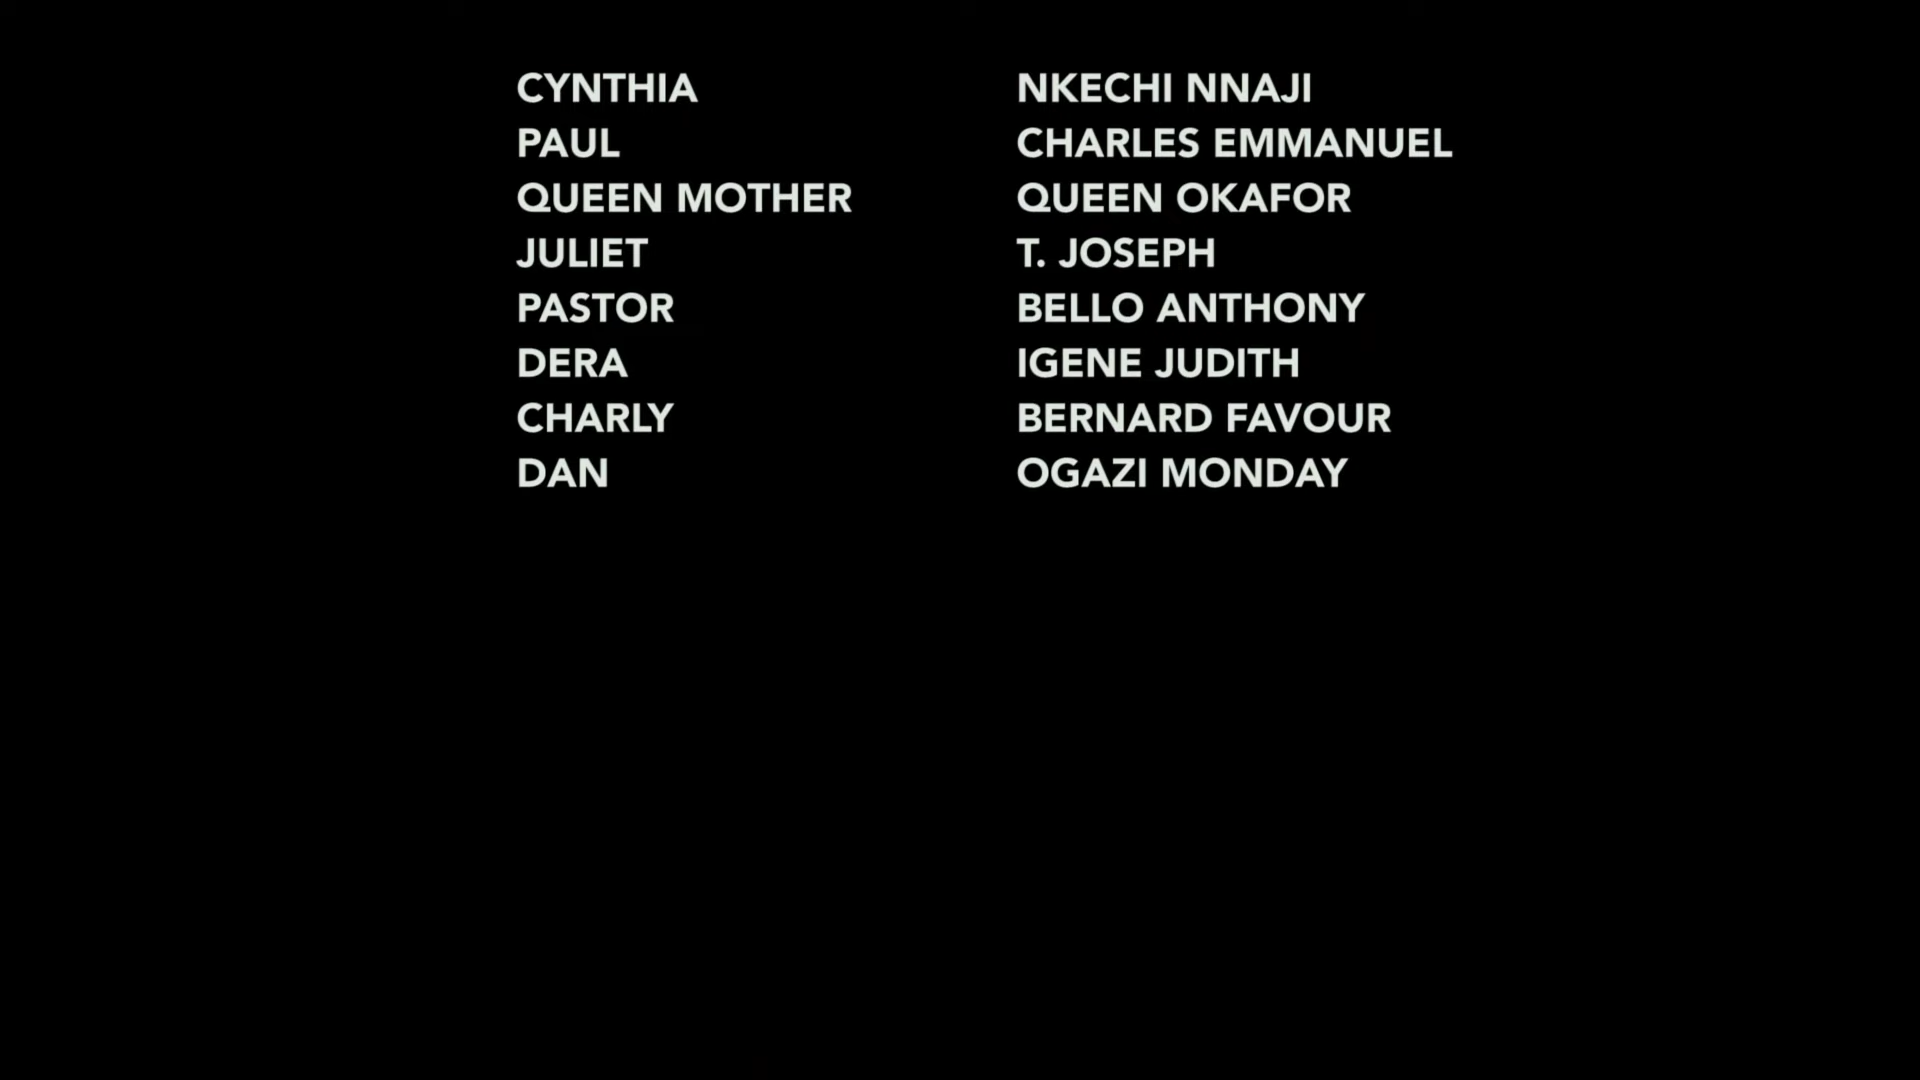 CYNTHIA NKECHI NNAJI
PAUL CHARLES EMMANUEL
QUEEN MOTHER QUEEN OKAFOR
JULIET T. JOSEPH
PASTOR BELLO ANTHONY
DERA IGENE JUDITH
CHARLY BERNARD FAVOUR
DAN OGAZI MONDAY